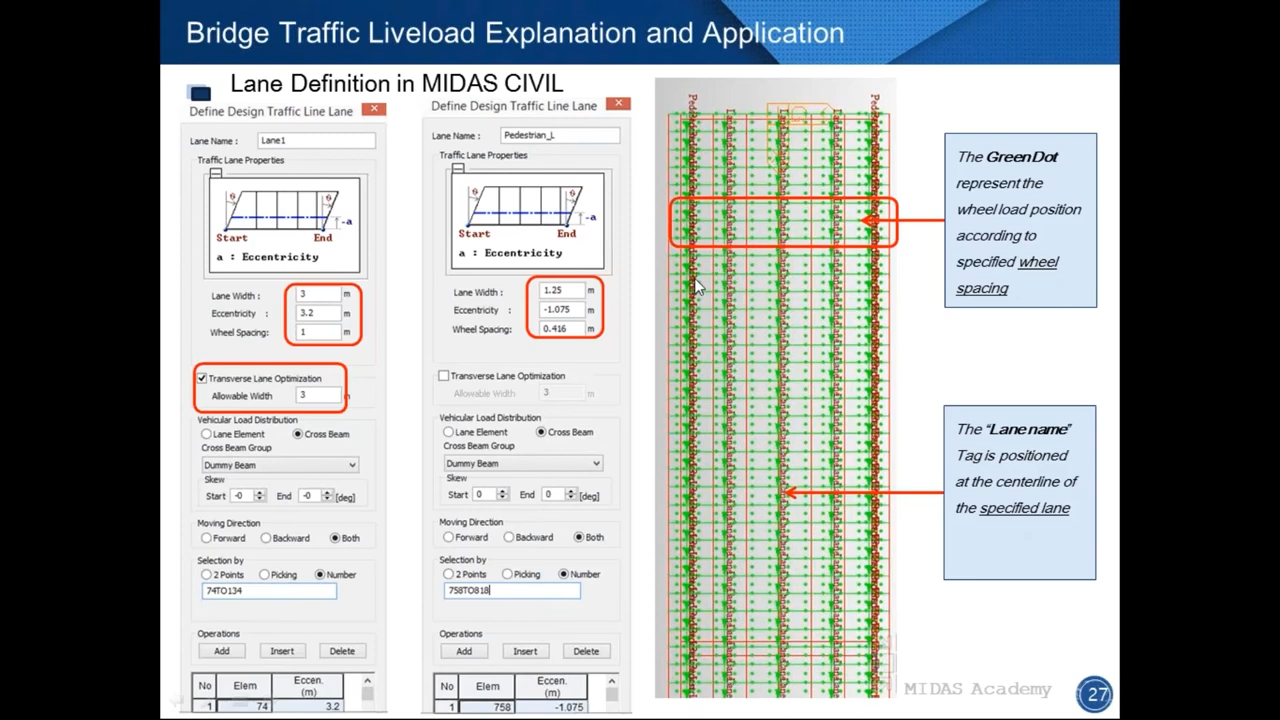 Bridge Traffic Liveload Explanation and Application
Lane Definition in MIDAS CIVIL
Define Design Traffic Line Lane
Lane Name : Lane1
Traffic Lane Properties
Start End
a : Eccentricity
Lane Width : 3 m
Eccentricity : 3.2 m
Wheel Spacing: 1 m
Transverse Lane Optimization
Allowable Width 3 m
Vehicular Load Distribution
Lane Element Cross Beam
Cross Beam Group
Dummy Beam
Skew
Start -0 End -0 [deg]
Moving Direction
Forward Backward Both
Selection by
2 Points Picking Number
74TO134
Operations
Add Insert Delete
No Elem Eccen. (m)
1 74 3.2
Define Design Traffic Line Lane
Lane Name : Pedestrian_L
Traffic Lane Properties
-a
Start End
a : Eccentricity
Lane Width : 1.25 m
Eccentricity : -1.075 m
Wheel Spacing: 0.416 m
Transverse Lane Optimization
Allowable Width 3 m
Vehicular Load Distribution
Lane Element Cross Beam
Cross Beam Group
Dummy Beam
Skew
Start 0 End 0 [deg]
Moving Direction
Forward Backward Both
Selection by
2 Points Picking Number
758TO818
Operations
Add Insert Delete
No Elem Eccen. (m)
1 758 -1.075
The Green Dot
represent the
wheel load position
according to
specified wheel
spacing
The "Lane name"
Tag is positioned
at the centerline of
the specified lane
MIDAS Academy
27